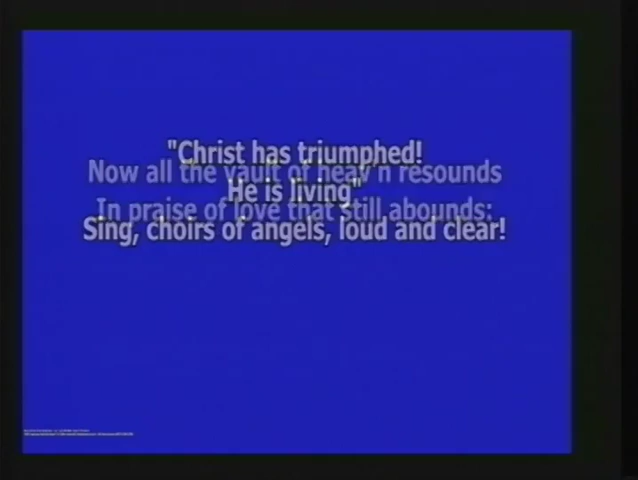 "Christ has triumphed!
Now all the vault of heav'n resounds
He is living"
In praise of love that still abounds:
Sing, choirs of angels, loud and clear!